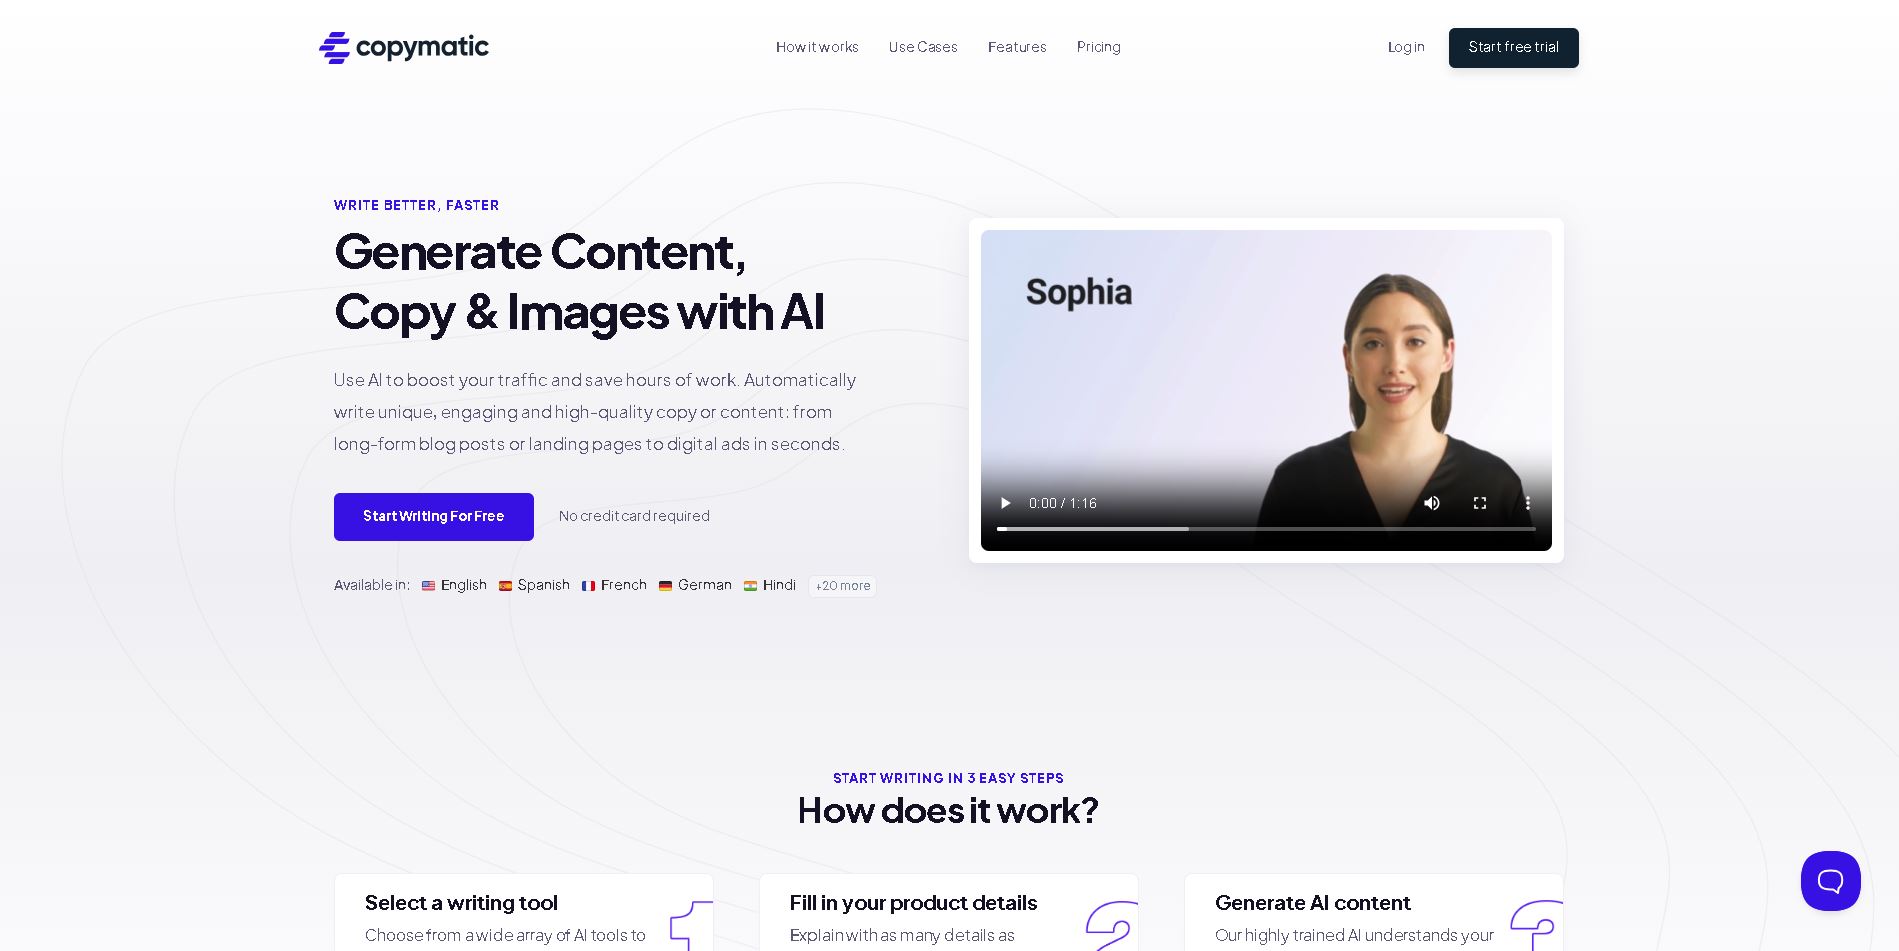 copymatic
How it works
Use Cases
Features
Pricing
Log in
Start free trial
WRITE BETTER, FASTER
Generate Content,
Copy & Images with AI
Use AI to boost your traffic and save hours of work. Automatically
write unique, engaging and high-quality copy or content: from
long-form blog posts or landing pages to digital ads in seconds.
Start Writing For Free
No credit card required
Available in: English Spanish French German Hindi +20 more
Sophia
0:00 / 1:16
START WRITING IN 3 EASY STEPS
How does it work?
Select a writing tool
Choose from a wide array of AI tools to
1
Fill in your product details
Explain with as many details as
2
Generate AI content
Our highly trained AI understands your
3